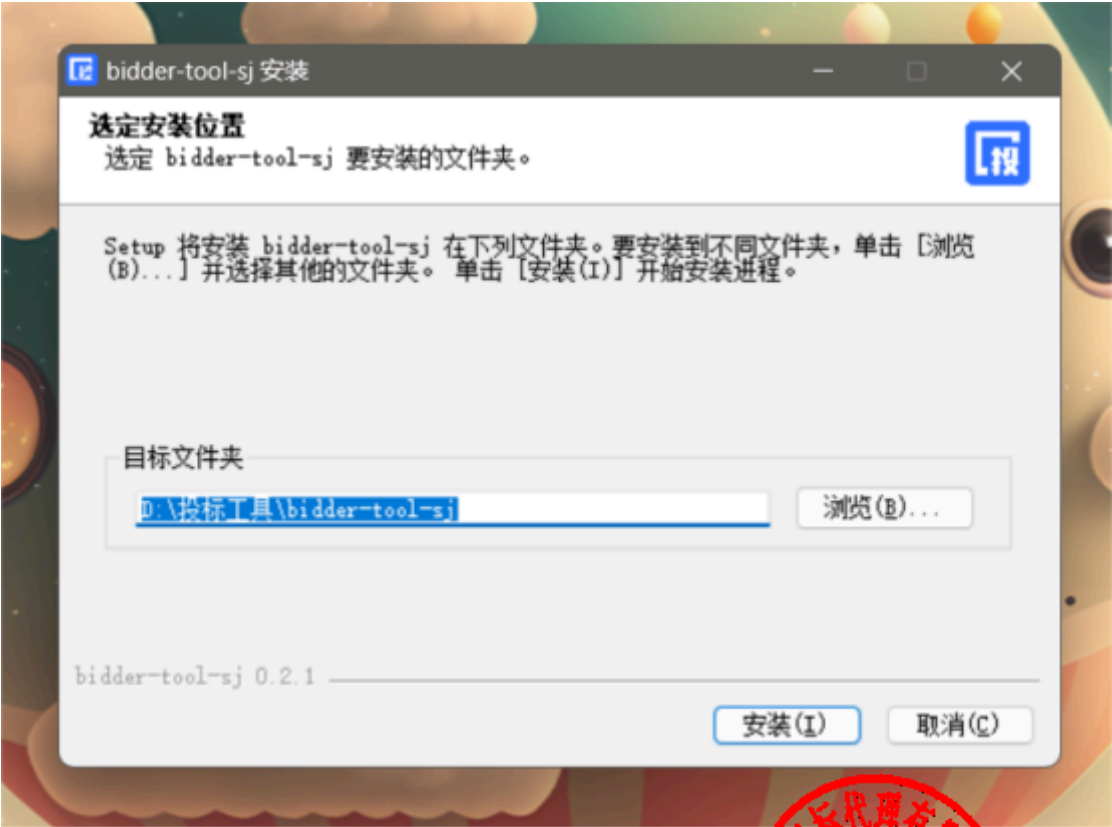 bidder-tool-sj 安装
选定安装位置
选定 bidder-tool-sj 要安装的文件夹。
投
Setup 将安装 bidder-tool-sj 在下列文件夹。要安装到不同文件夹，单击 [浏览
(B)...] 并选择其他的文件夹。 单击 [安装(I)] 开始安装进程。
目标文件夹
D:\投标工具\bidder-tool-sj
浏览(B)...
bidder-tool-sj 0.2.1
安装(I)
取消(C)
代理有